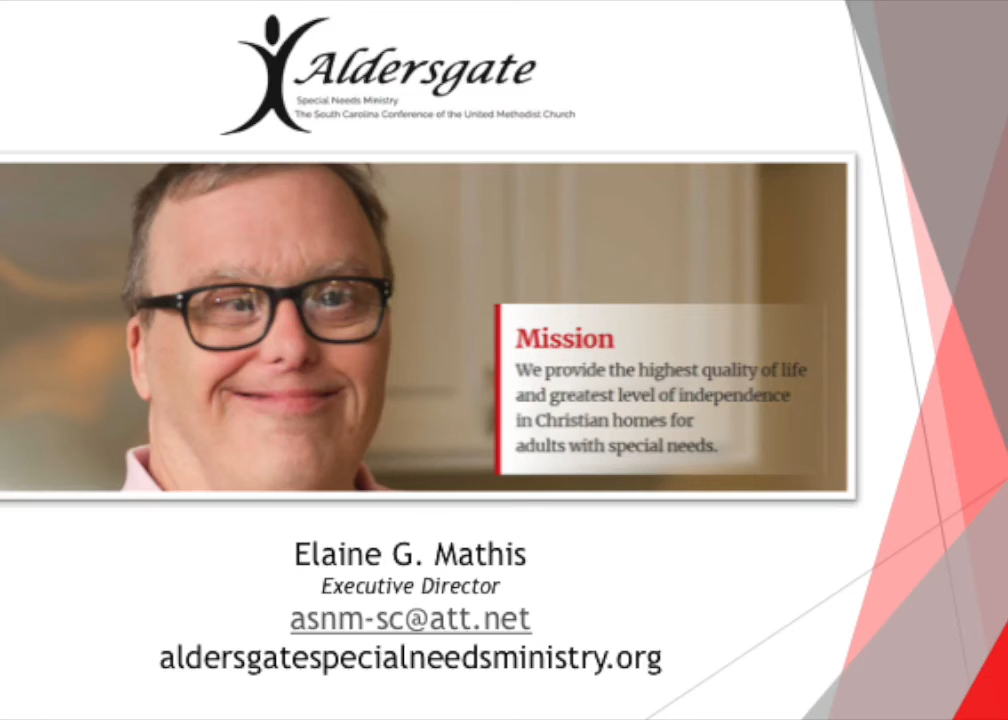 Aldersgate
Special Needs Ministry
The South Carolina Conference of the United Methodist Church
Mission
We provide the highest quality of life
and greatest level of independence
in Christian homes for
adults with special needs.
Elaine G. Mathis
Executive Director
asnm-sc@att.net
aldersgatespecialneedsministry.org